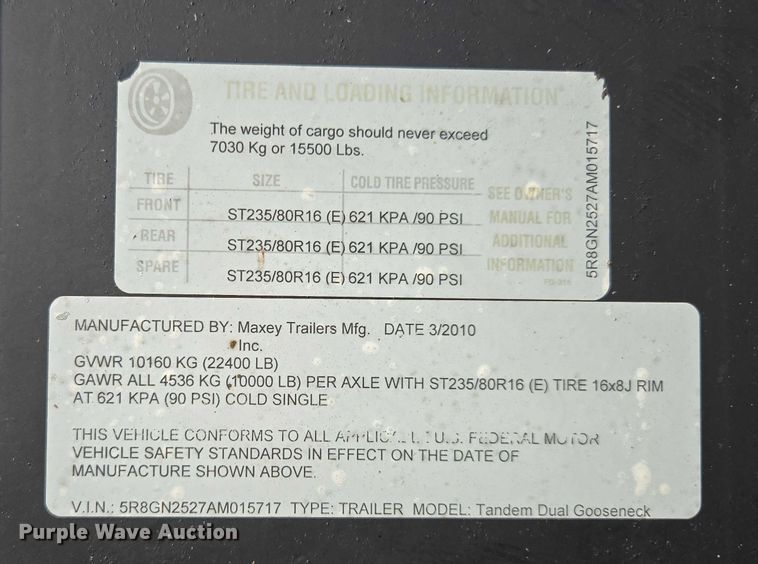 TIRE AND LOADING INFORMATION
The weight of cargo should never exceed
7030 Kg or 15500 Lbs.
TIRE SIZE COLD TIRE PRESSURE
FRONT ST235/80R16 (E) 621 KPA /90 PSI
REAR ST235/80R16 (E) 621 KPA /90 PSI
SPARE ST235/80R16 (E) 621 KPA /90 PSI
SEE OWNER'S
MANUAL FOR
ADDITIONAL
INFORMATION
5R8GN2527AM015717
MANUFACTURED BY: Maxey Trailers Mfg. DATE 3/2010
Inc.
GVWR 10160 KG (22400 LB)
GAWR ALL 4536 KG (10000 LB) PER AXLE WITH ST235/80R16 (E) TIRE 16x8J RIM
AT 621 KPA (90 PSI) COLD SINGLE
THIS VEHICLE CONFORMS TO ALL U.S. FEDERAL MOTOR
VEHICLE SAFETY STANDARDS IN EFFECT ON THE DATE OF
MANUFACTURE SHOWN ABOVE.
V.I.N.: 5R8GN2527AM015717 TYPE: TRAILER MODEL: Tandem Dual Gooseneck
Purple Wave Auction